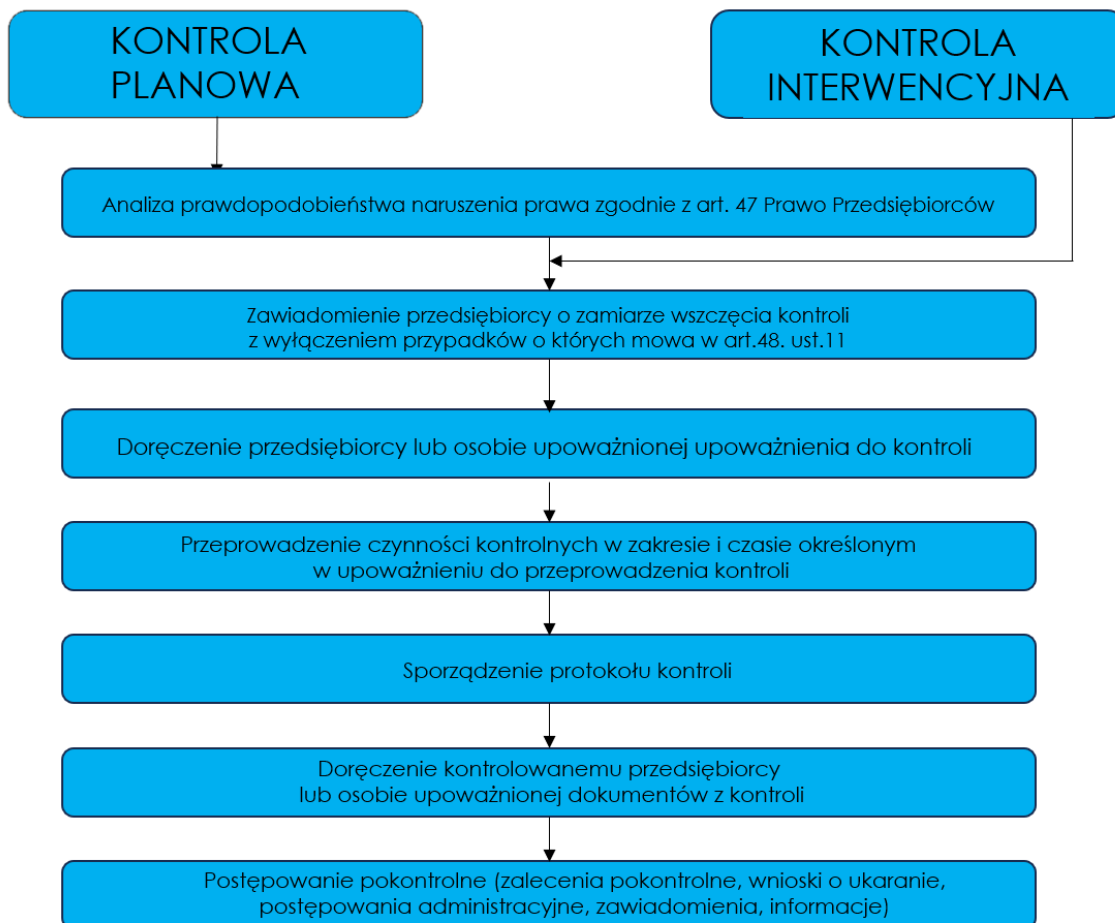 KONTROLA
PLANOWA
KONTROLA
INTERWENCYJNA
Analiza prawdopodobieństwa naruszenia prawa zgodnie z art. 47 Prawo Przedsiębiorców
Zawiadomienie przedsiębiorcy o zamiarze wszczęcia kontroli
z wyłączeniem przypadków o których mowa w art.48. ust.11
Doręczenie przedsiębiorcy lub osobie upoważnionej upoważnienia do kontroli
Przeprowadzenie czynności kontrolnych w zakresie i czasie określonym
w upoważnieniu do przeprowadzenia kontroli
Sporządzenie protokołu kontroli
Doręczenie kontrolowanemu przedsiębiorcy
lub osobie upoważnionej dokumentów z kontroli
Postępowanie pokontrolne (zalecenia pokontrolne, wnioski o ukaranie,
postępowania administracyjne, zawiadomienia, informacje)